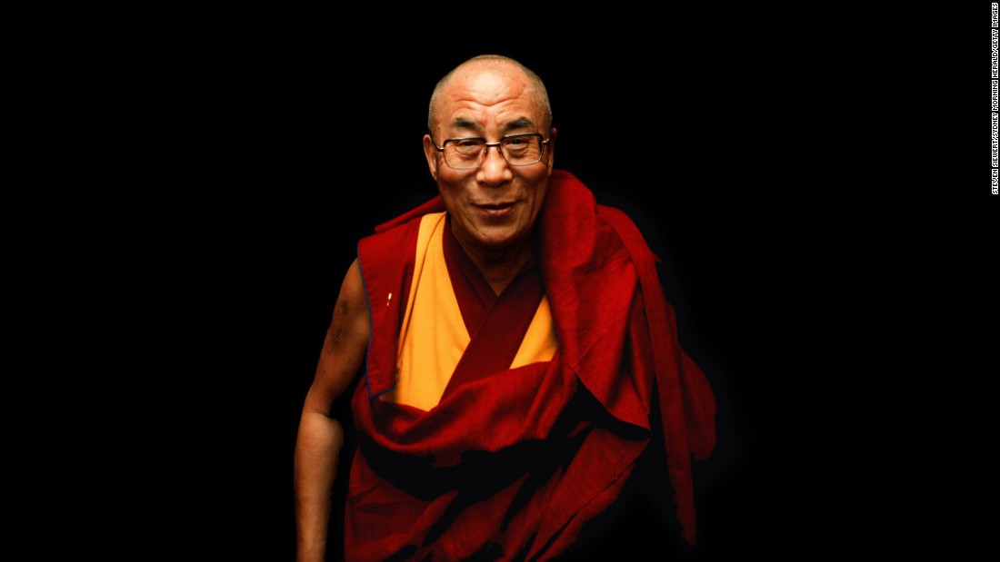 STEVEN SIEWERT/SYDNEY MORNING HERALD/GETTY IMAGES